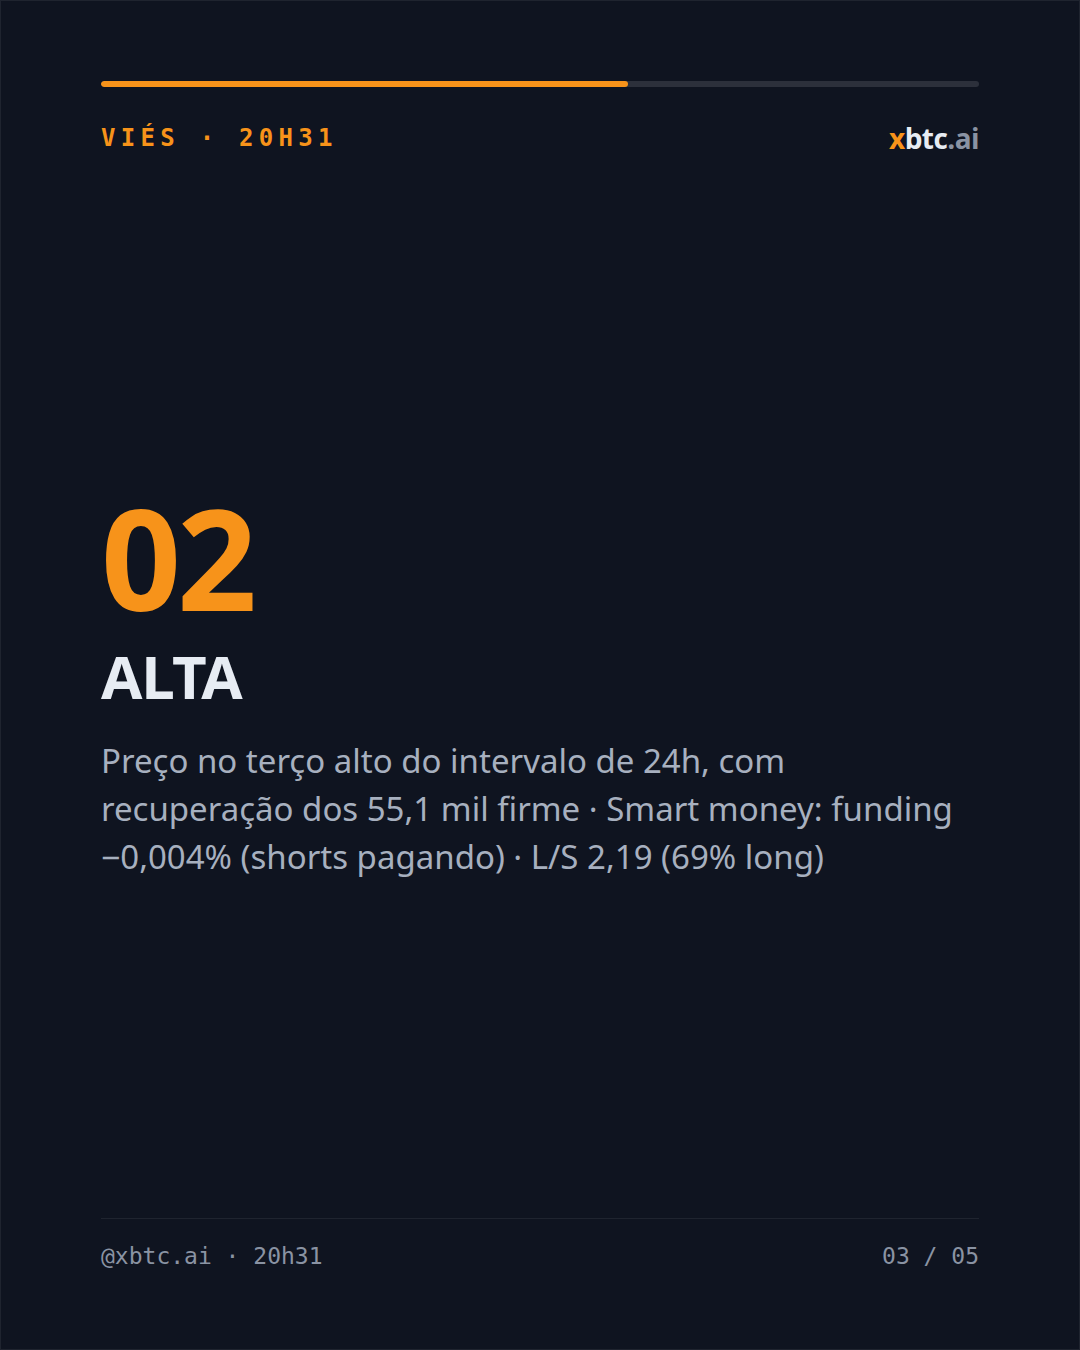 VIÉS · 20H31
xbtc.ai
02
ALTA
Preço no terço alto do intervalo de 24h, com
recuperação dos 55,1 mil firme · Smart money: funding
−0,004% (shorts pagando) · L/S 2,19 (69% long)
@xbtc.ai · 20h31
03 / 05